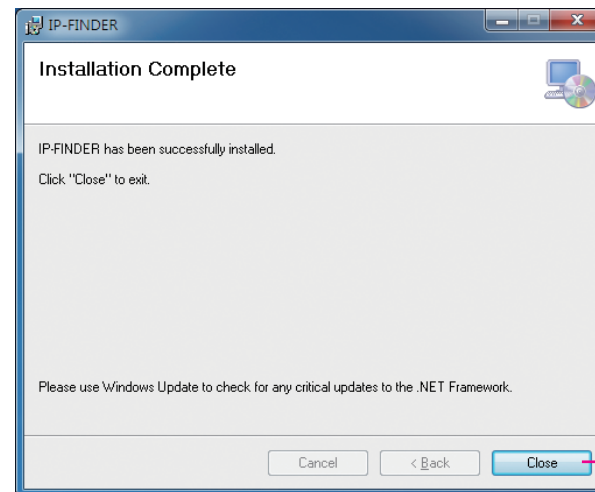 IP-FINDER
Installation Complete
IP-FINDER has been successfully installed.
Click "Close" to exit.
Please use Windows Update to check for any critical updates to the .NET Framework.
Cancel < Back Close